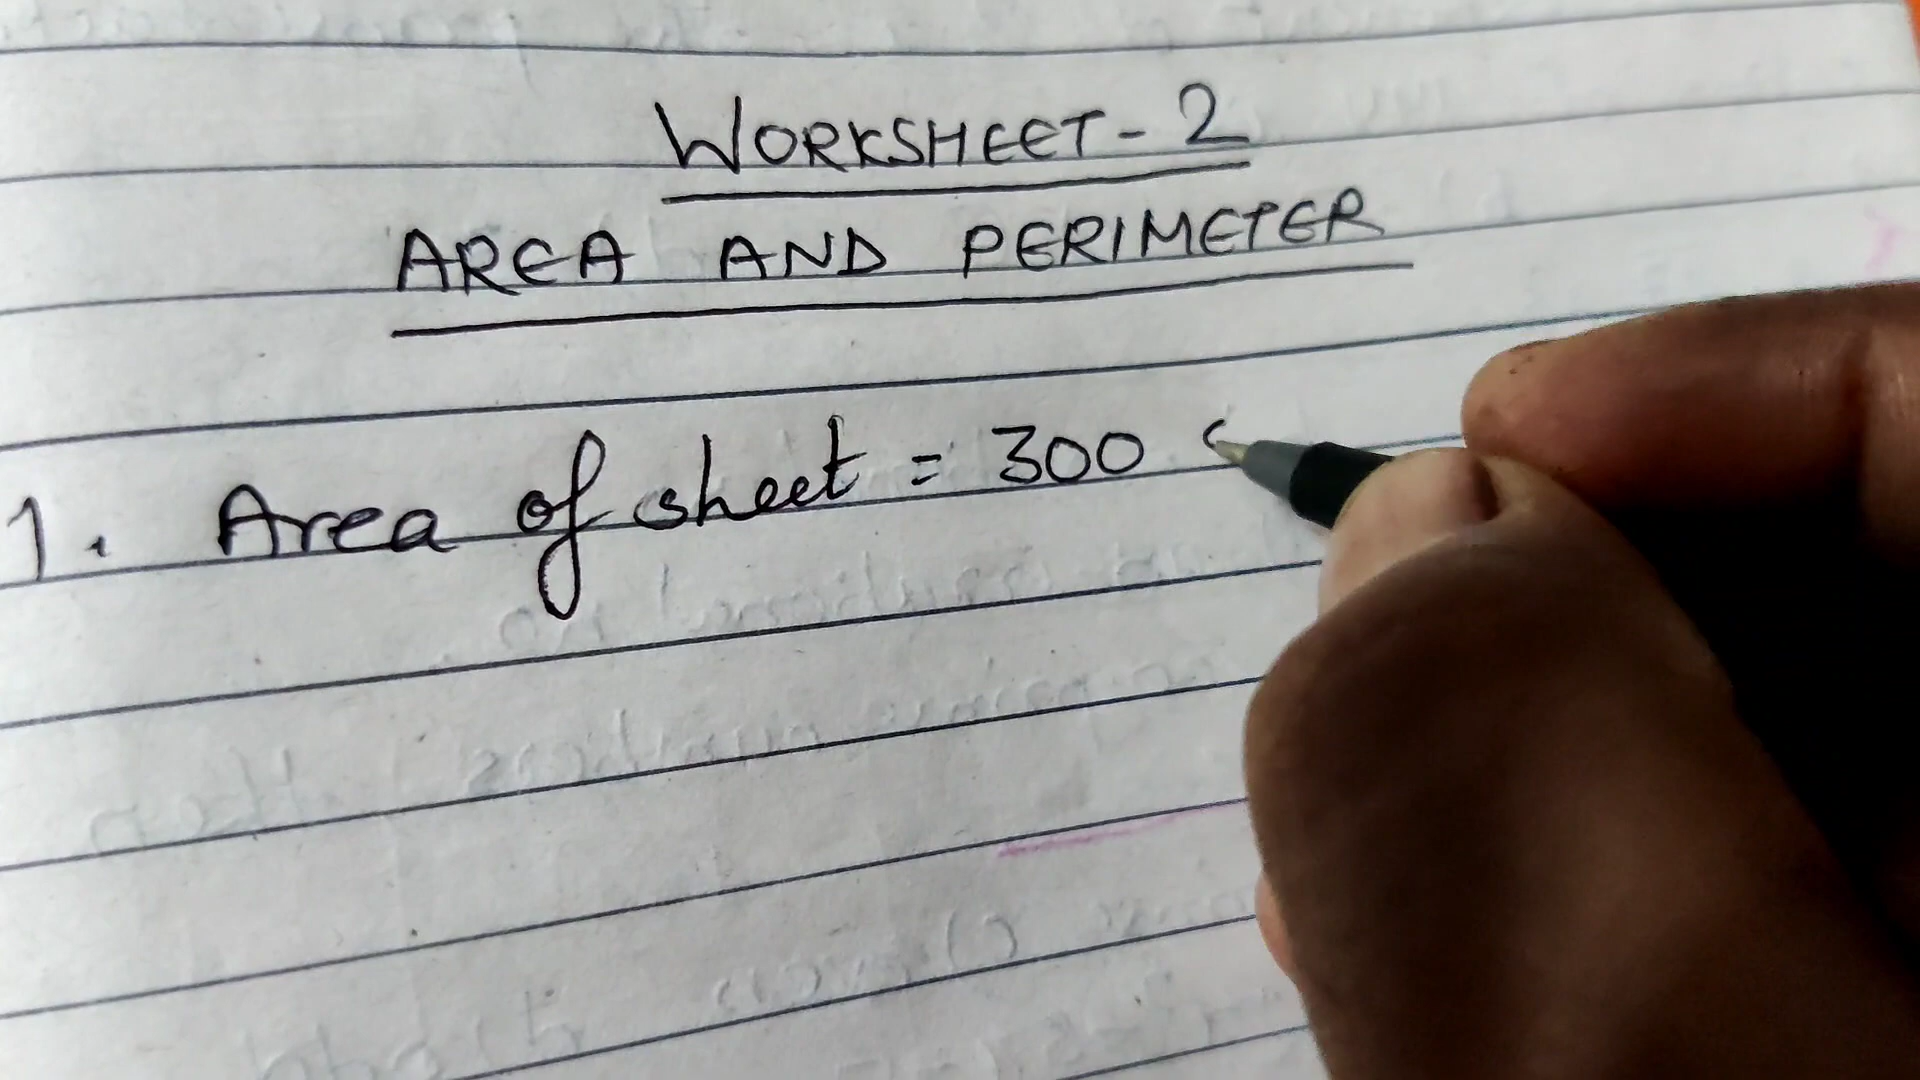 WORKSHEET - 2
AREA AND PERIMETER
1. Area of sheet = 300 c